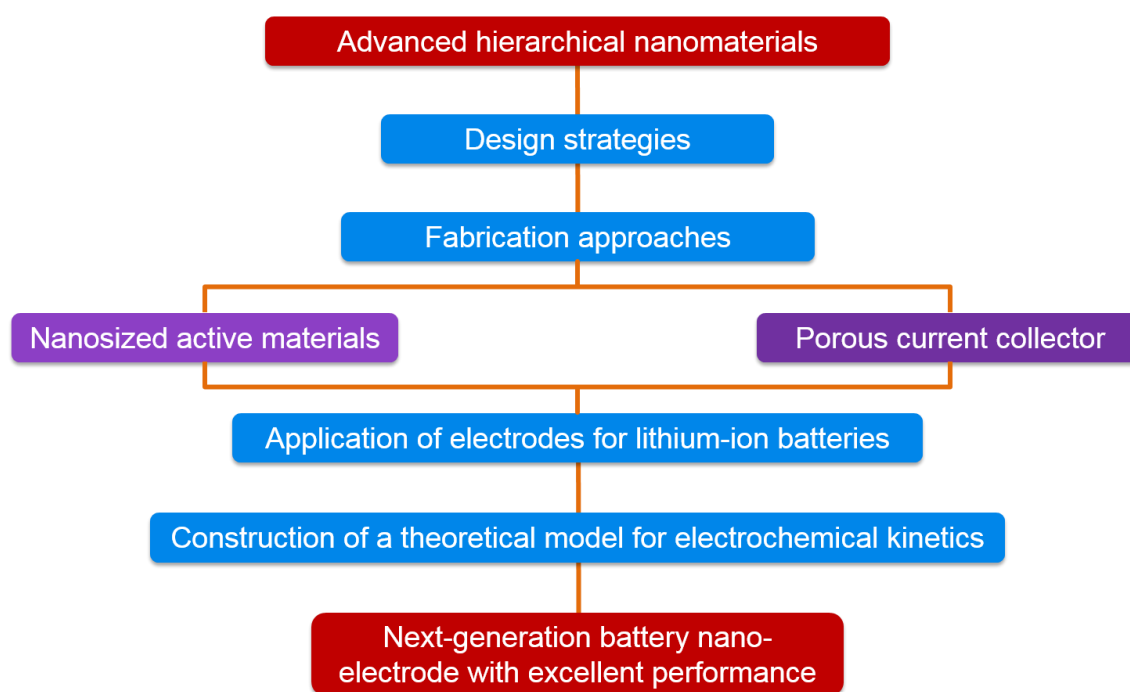 Advanced hierarchical nanomaterials
Design strategies
Fabrication approaches
Nanosized active materials
Porous current collector
Application of electrodes for lithium-ion batteries
Construction of a theoretical model for electrochemical kinetics
Next-generation battery nano-
electrode with excellent performance